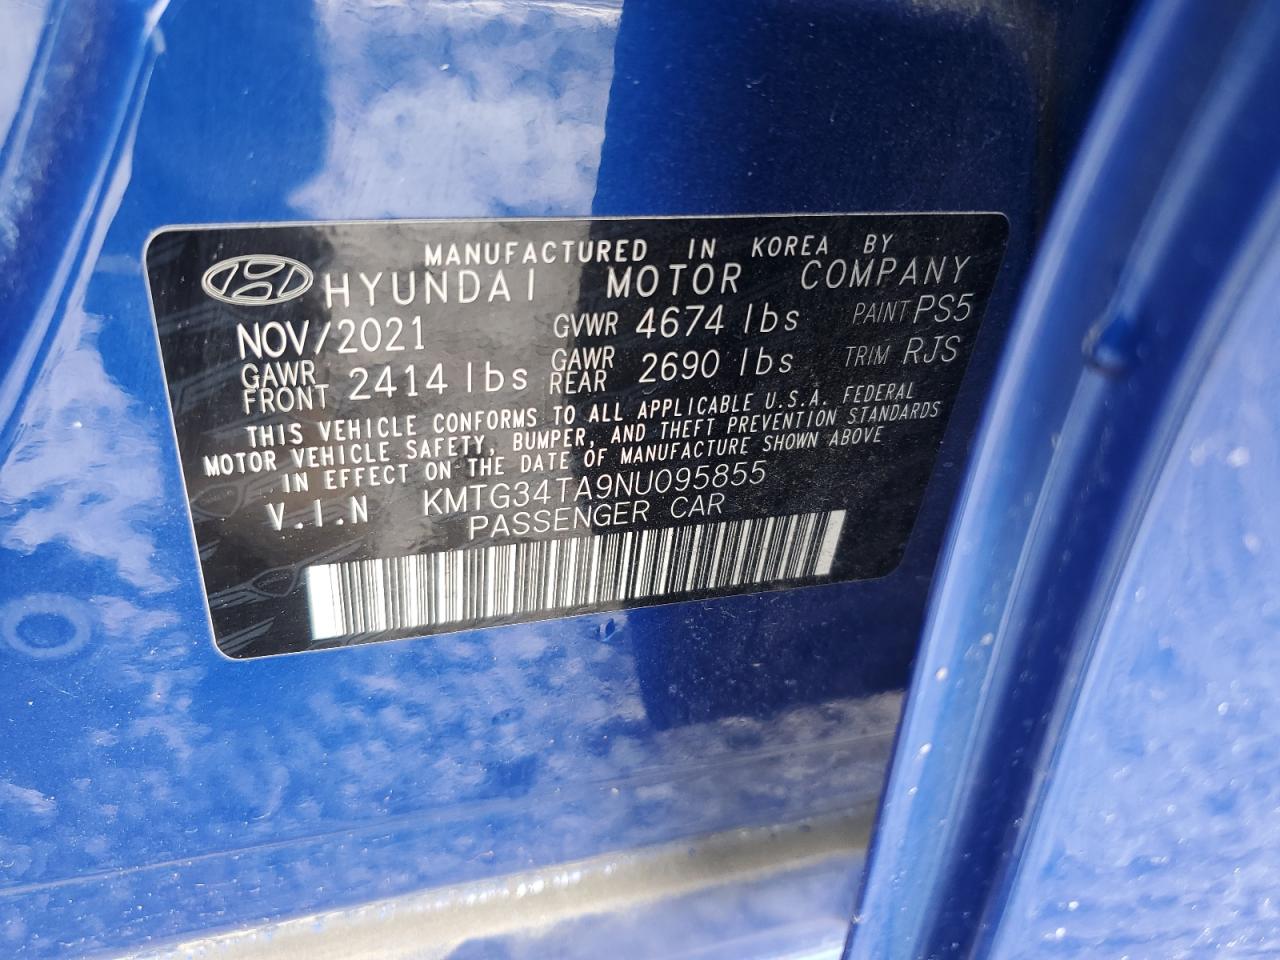 MANUFACTURED IN KOREA BY
HYUNDAI MOTOR COMPANY
NOV/2021 GVWR 4674 lbs PAINT PS5
GAWR FRONT 2414 lbs GAWR REAR 2690 lbs TRIM RJS
THIS VEHICLE CONFORMS TO ALL APPLICABLE U.S.A. FEDERAL
MOTOR VEHICLE SAFETY, BUMPER, AND THEFT PREVENTION STANDARDS
IN EFFECT ON THE DATE OF MANUFACTURE SHOWN ABOVE
V.I.N KMTG34TA9NU095855
PASSENGER CAR